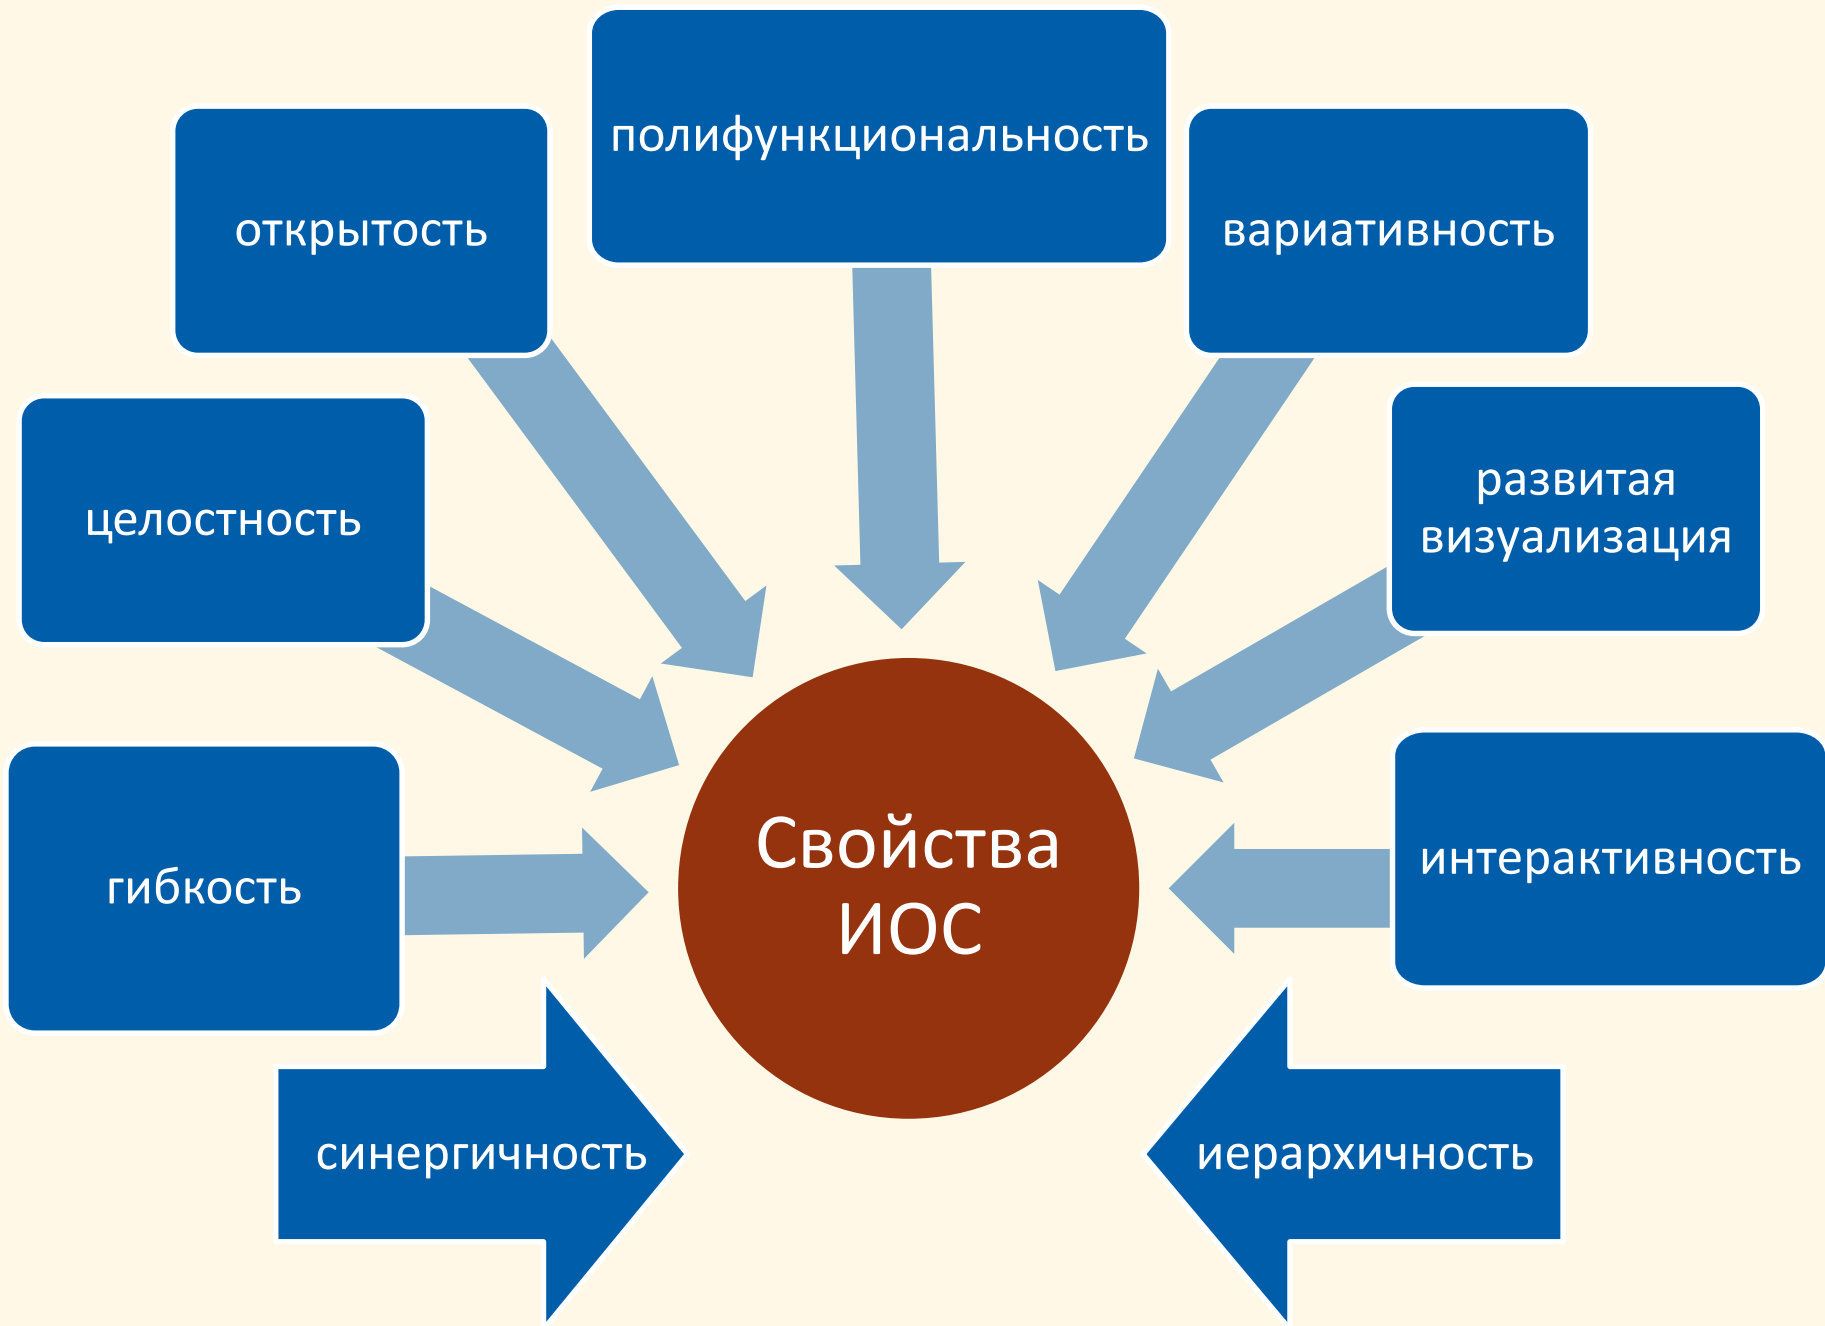 полифункциональность
открытость
вариативность
целостность
развитая
визуализация
гибкость
Свойства
ИОС
интерактивность
синергичность
иерархичность